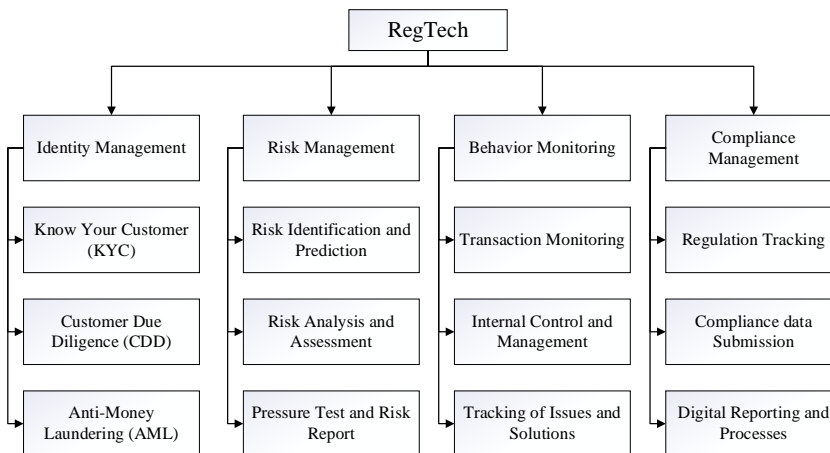 RegTech
Identity Management
Risk Management
Behavior Monitoring
Compliance
Management
Know Your Customer
(KYC)
Risk Identification and
Prediction
Transaction Monitoring
Regulation Tracking
Customer Due
Diligence (CDD)
Risk Analysis and
Assessment
Internal Control and
Management
Compliance data
Submission
Anti-Money
Laundering (AML)
Pressure Test and Risk
Report
Tracking of Issues and
Solutions
Digital Reporting and
Processes